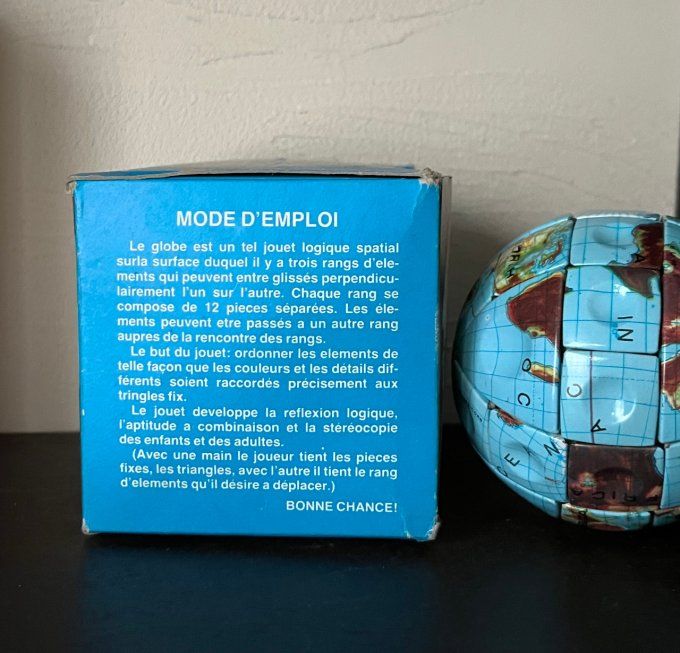 MODE D'EMPLOI
Le globe est un tel jouet logique spatial
surla surface duquel il y a trois rangs d'ele-
ments qui peuvent entre glissés perpendicu-
lairement l'un sur l'autre. Chaque rang se
compose de 12 pieces séparées. Les éle-
ments peuvent etre passés a un autre rang
aupres de la rencontre des rangs.
Le but du jouet: ordonner les elements de
telle façon que les couleurs et les détails dif-
férents soient raccordés précisement aux
tringles fix.
Le jouet developpe la reflexion logique,
l'aptitude a combinaison et la stéréocopie
des enfants et des adultes.
(Avec une main le joueur tient les pieces
fixes, les triangles, avec l'autre il tient le rang
d'elements qu'il désire a déplacer.)
BONNE CHANCE!
A
IN
O
C
C
A
N
E
C